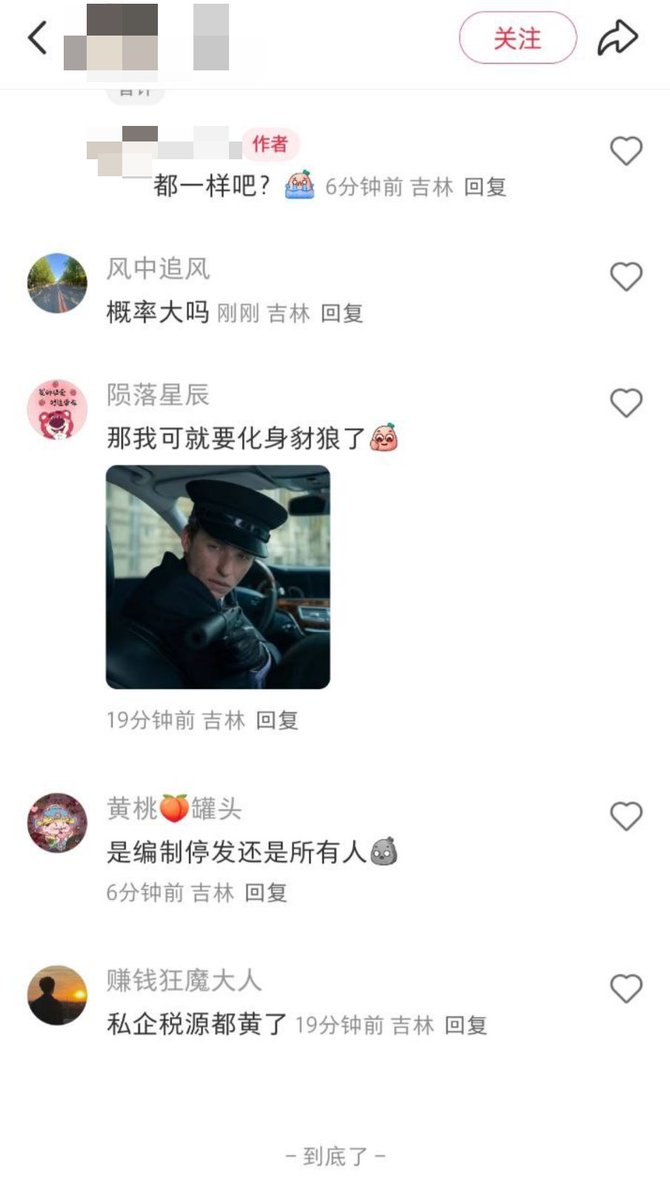 关注
作者
都一样吧？ 6分钟前 吉林 回复
风中追风
概率大吗 刚刚 吉林 回复
陨落星辰
那我可就要化身豺狼了
19分钟前 吉林 回复
黄桃🍑罐头
是编制停发还是所有人
6分钟前 吉林 回复
赚钱狂魔大人
私企税源都黄了 19分钟前 吉林 回复
- 到底了 -